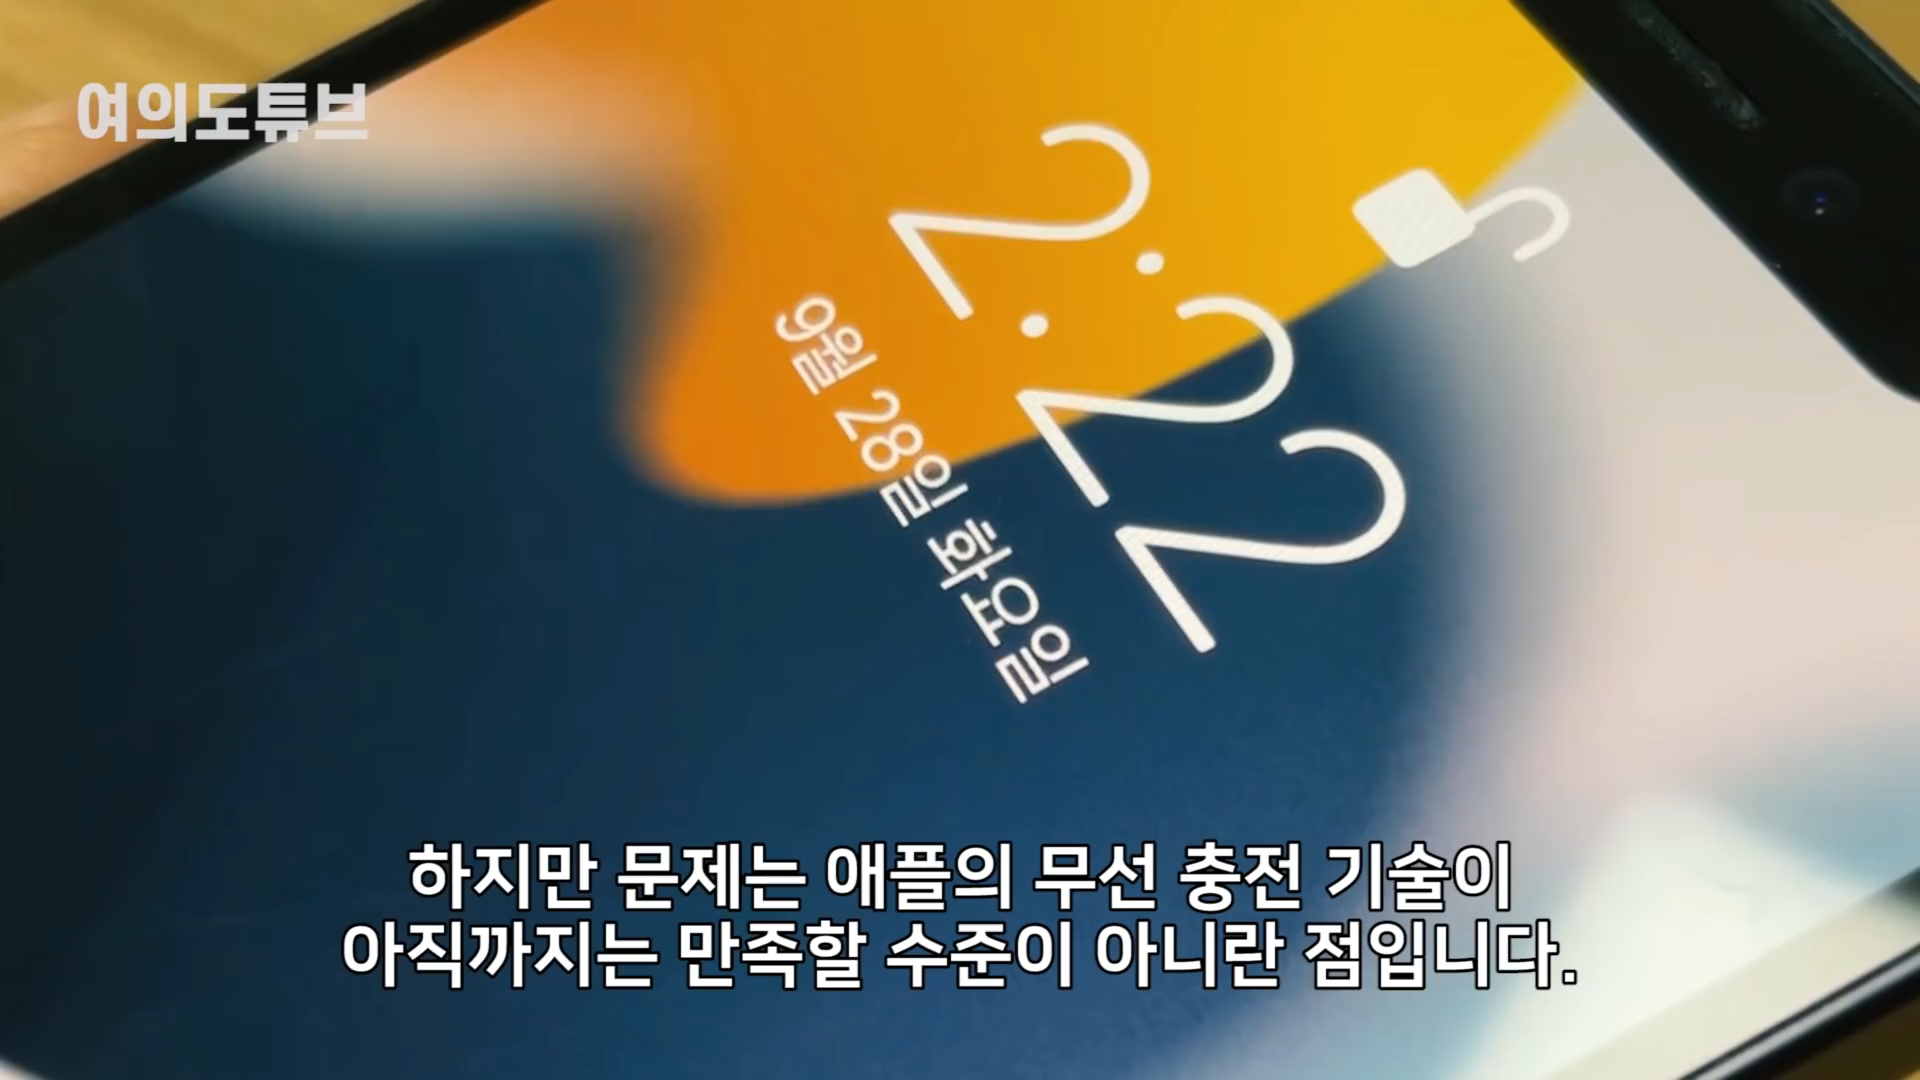 여의도튜브
2:22
9월 28일 화요일
하지만 문제는 애플의 무선 충전 기술이
아직까지는 만족할 수준이 아니란 점입니다.